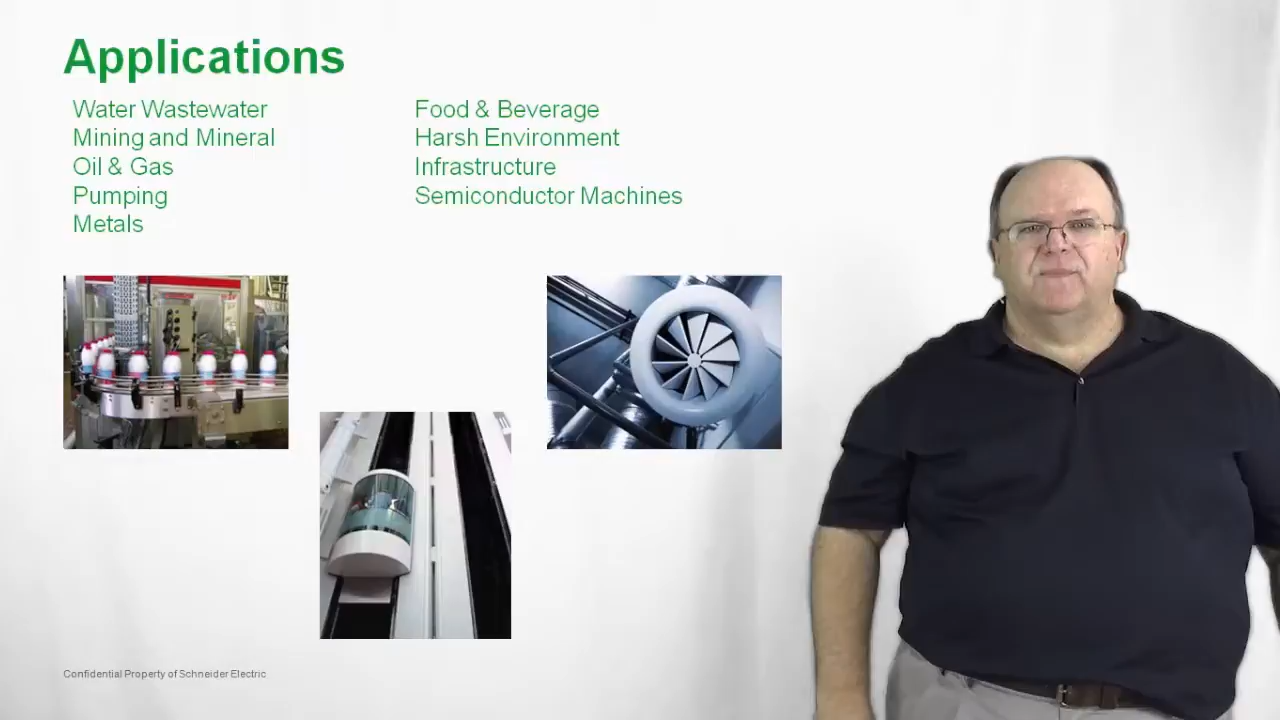 Applications
Water Wastewater
Mining and Mineral
Oil & Gas
Pumping
Metals
Food & Beverage
Harsh Environment
Infrastructure
Semiconductor Machines
Confidential Property of Schneider Electric